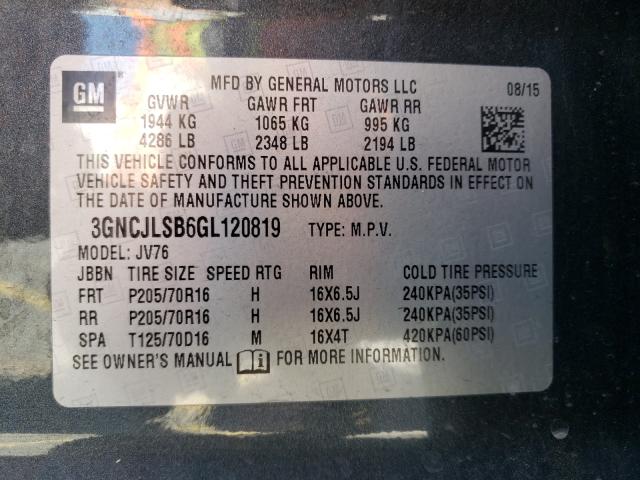 GM
MFD BY GENERAL MOTORS LLC 08/15
GVWR GAWR FRT GAWR RR
1944 KG 1065 KG 995 KG
4286 LB 2348 LB 2194 LB
THIS VEHICLE CONFORMS TO ALL APPLICABLE U.S. FEDERAL MOTOR
VEHICLE SAFETY AND THEFT PREVENTION STANDARDS IN EFFECT ON
THE DATE OF MANUFACTURE SHOWN ABOVE.
3GNCJLSB6GL120819 TYPE: M.P.V.
MODEL: JV76
JBBN TIRE SIZE SPEED RTG RIM COLD TIRE PRESSURE
FRT P205/70R16 H 16X6.5J 240KPA(35PSI)
RR P205/70R16 H 16X6.5J 240KPA(35PSI)
SPA T125/70D16 M 16X4T 420KPA(60PSI)
SEE OWNER'S MANUAL i FOR MORE INFORMATION.